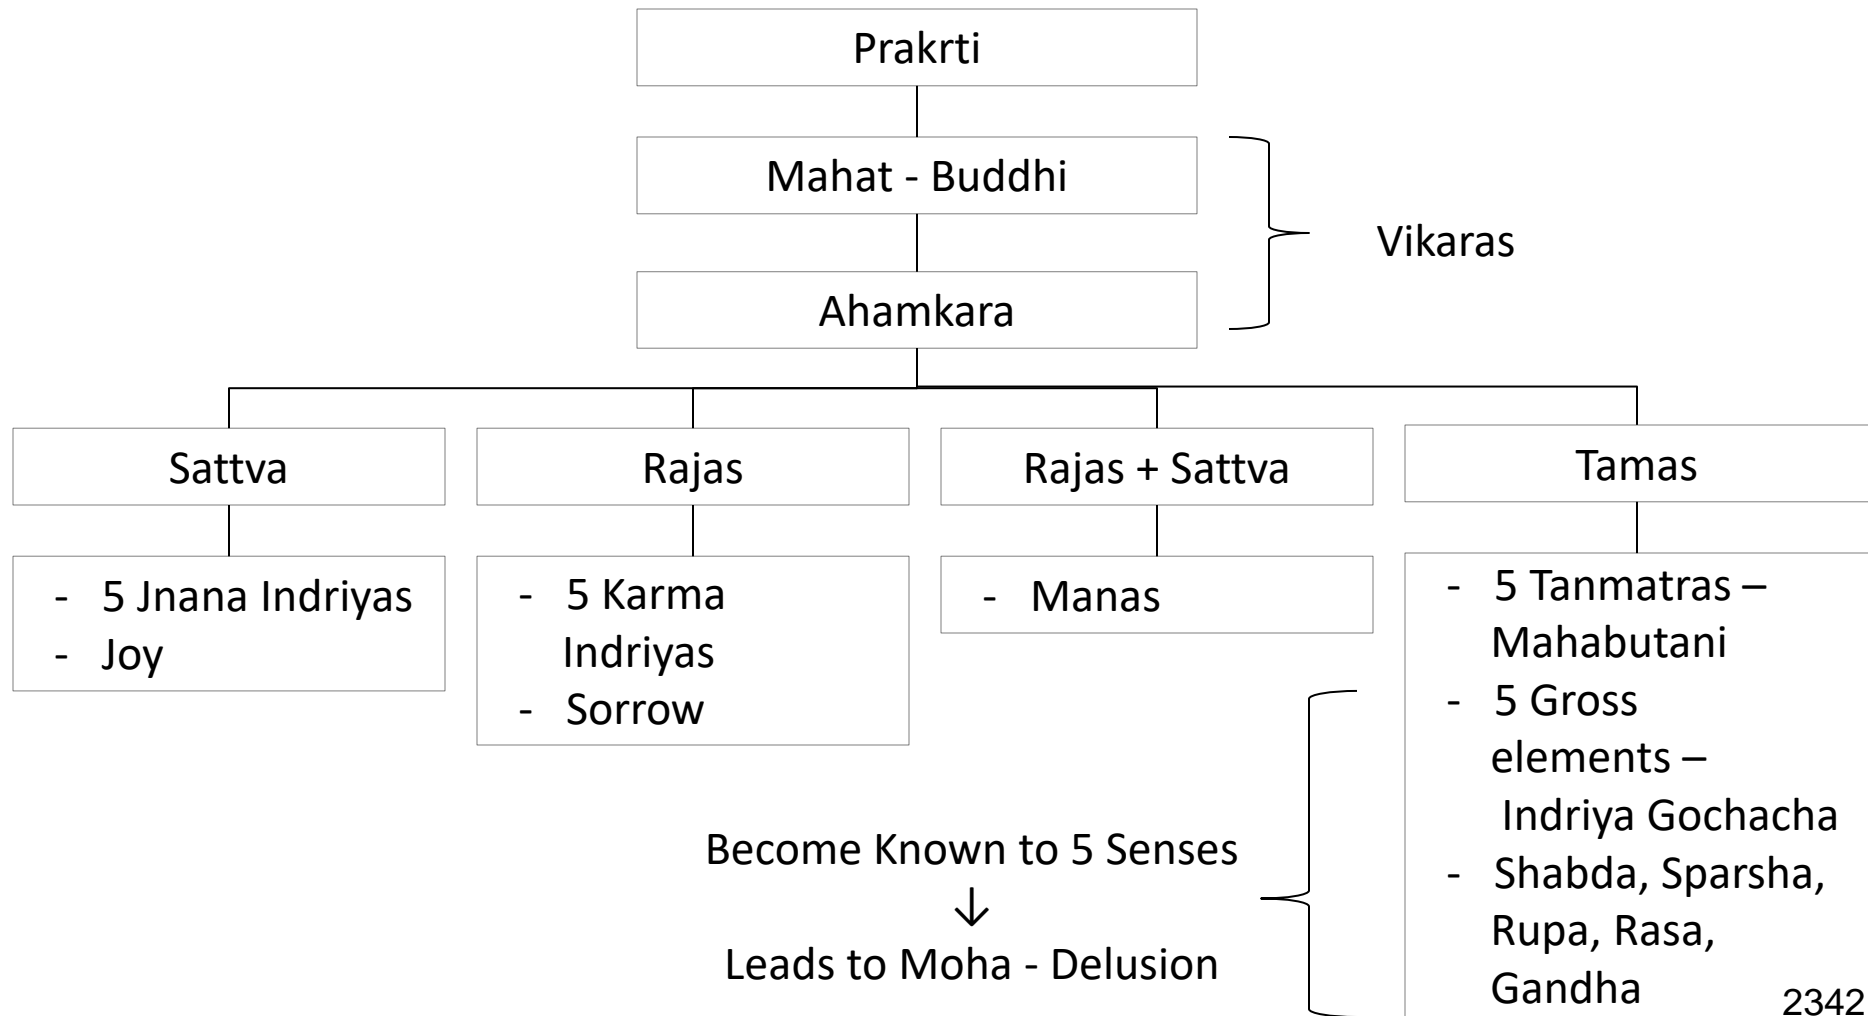 Prakrti
Mahat - Buddhi
Vikaras
Ahamkara
Sattva
Rajas
Rajas + Sattva
Tamas
- 5 Jnana Indriyas
- Joy
- 5 Karma
Indriyas
- Sorrow
- Manas
- 5 Tanmatras –
Mahabutani
- 5 Gross
elements –
Indriya Gochacha
- Shabda, Sparsha,
Rupa, Rasa,
Gandha
Become Known to 5 Senses
↓
Leads to Moha - Delusion
2342